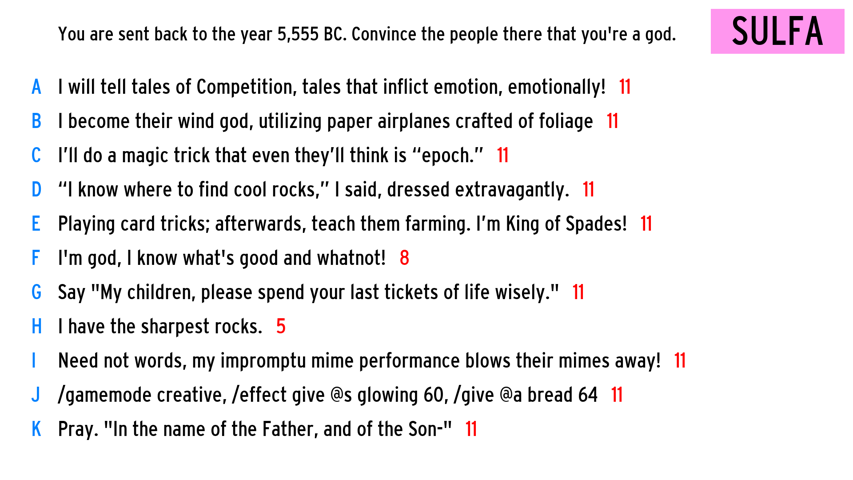 You are sent back to the year 5,555 BC. Convince the people there that you're a god.
SULFA
A I will tell tales of Competition, tales that inflict emotion, emotionally! 11
B I become their wind god, utilizing paper airplanes crafted of foliage 11
C I’ll do a magic trick that even they’ll think is “epoch.” 11
D “I know where to find cool rocks,” I said, dressed extravagantly. 11
E Playing card tricks; afterwards, teach them farming. I’m King of Spades! 11
F I'm god, I know what's good and whatnot! 8
G Say "My children, please spend your last tickets of life wisely." 11
H I have the sharpest rocks. 5
I Need not words, my impromptu mime performance blows their mimes away! 11
J /gamemode creative, /effect give @s glowing 60, /give @a bread 64 11
K Pray. "In the name of the Father, and of the Son-" 11